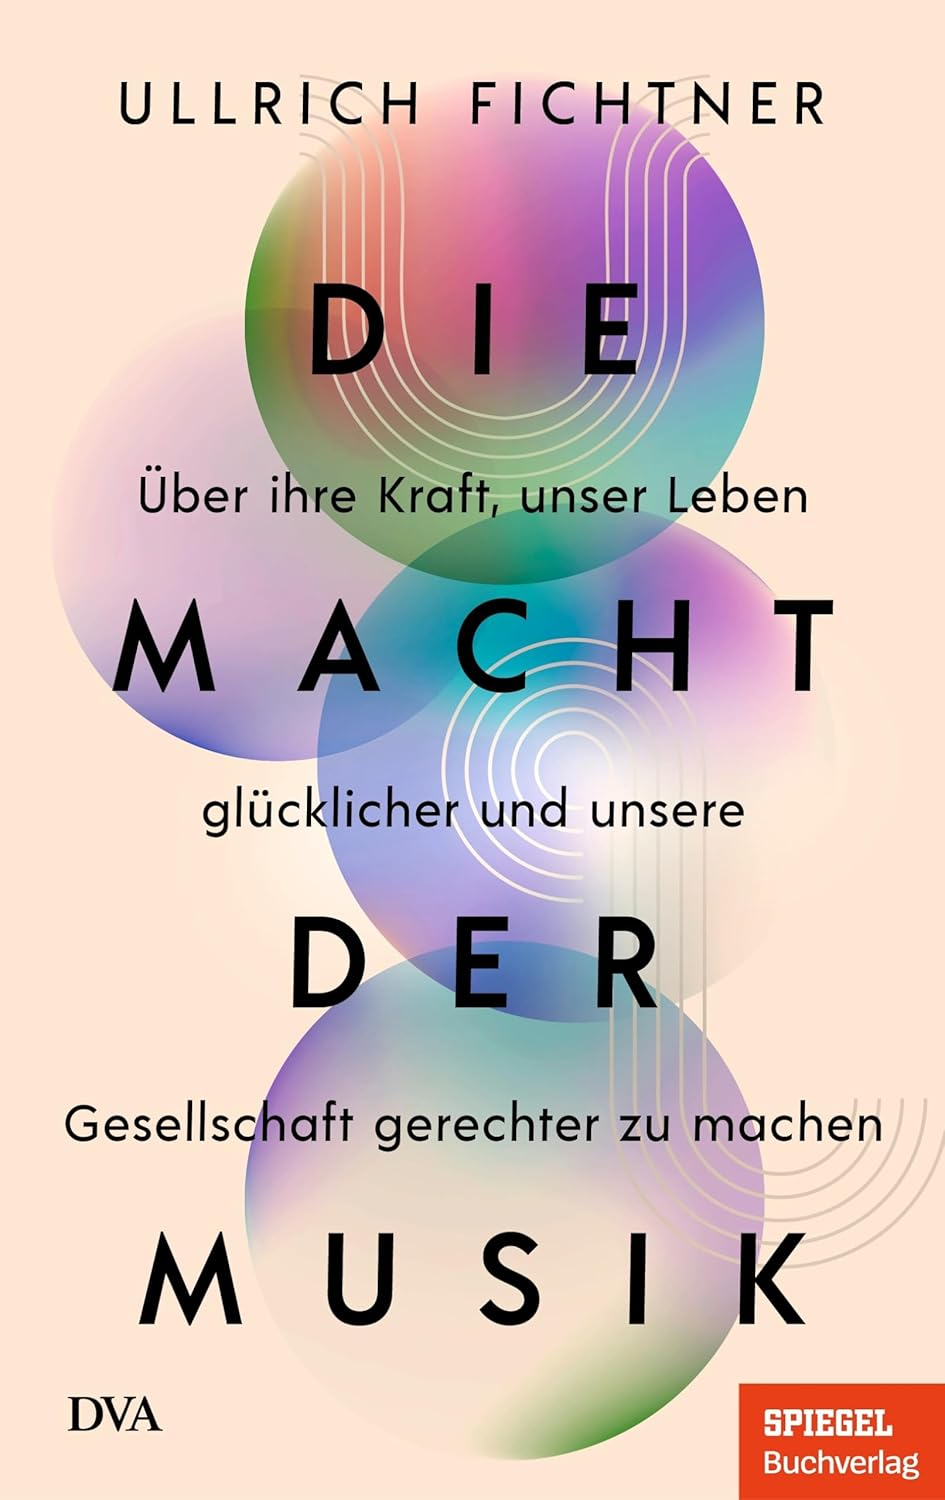 ULLRICH FICHTNER
DIE
Über ihre Kraft, unser Leben
MACHT
glücklicher und unsere
DER
Gesellschaft gerechter zu machen
MUSIK
DVA
SPIEGEL
Buchverlag